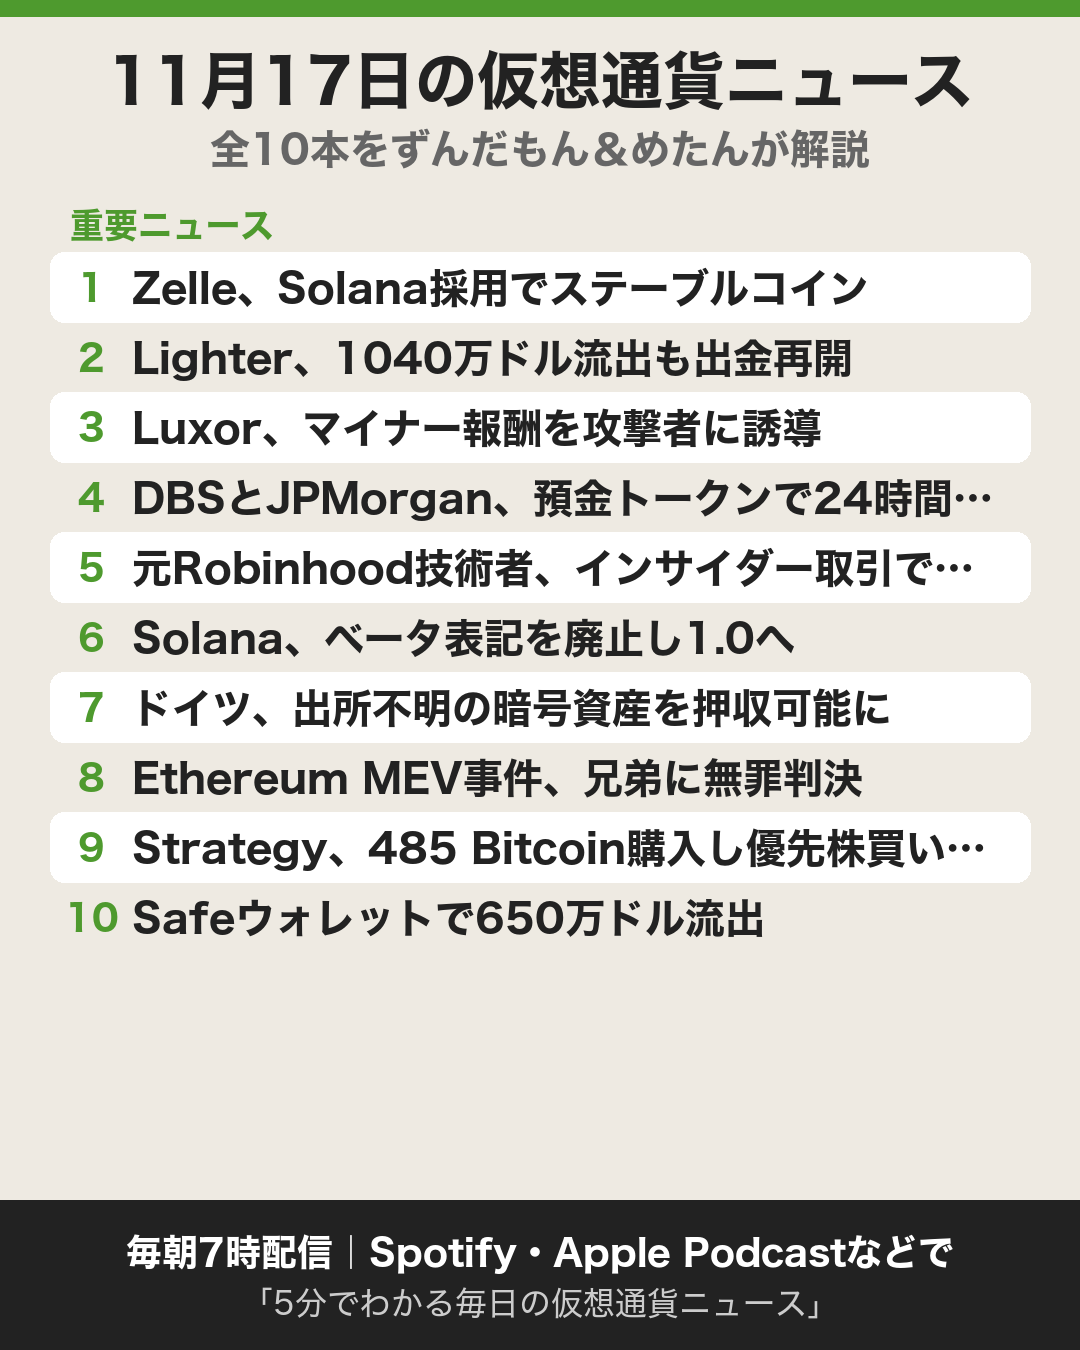 11月17日の仮想通貨ニュース
全10本をずんだもん＆めたんが解説
重要ニュース
1 Zelle、Solana採用でステーブルコイン
2 Lighter、1040万ドル流出も出金再開
3 Luxor、マイナー報酬を攻撃者に誘導
4 DBSとJPMorgan、預金トークンで24時間…
5 元Robinhood技術者、インサイダー取引で…
6 Solana、ベータ表記を廃止し1.0へ
7 ドイツ、出所不明の暗号資産を押収可能に
8 Ethereum MEV事件、兄弟に無罪判決
9 Strategy、485 Bitcoin購入し優先株買い…
10 Safeウォレットで650万ドル流出
毎朝7時配信｜Spotify・Apple Podcastなどで
「5分でわかる毎日の仮想通貨ニュース」